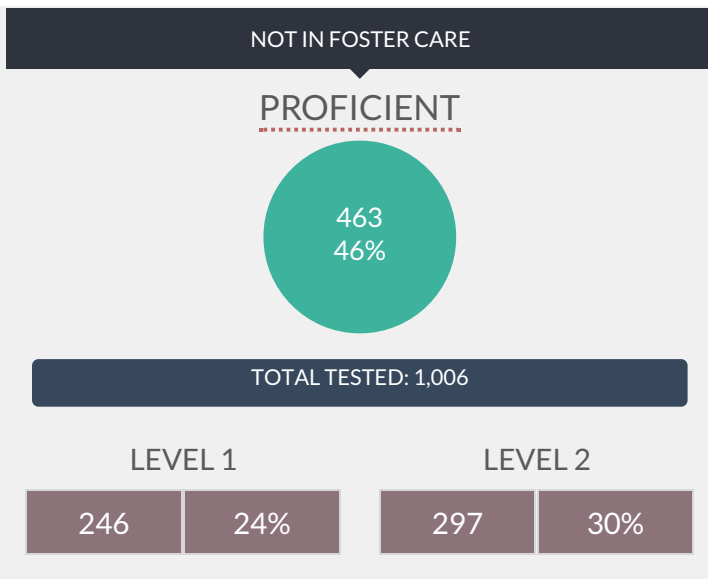 NOT IN FOSTER CARE
PROFICIENT
463
46%
TOTAL TESTED: 1,006
LEVEL 1
LEVEL 2
246 24%
297 30%